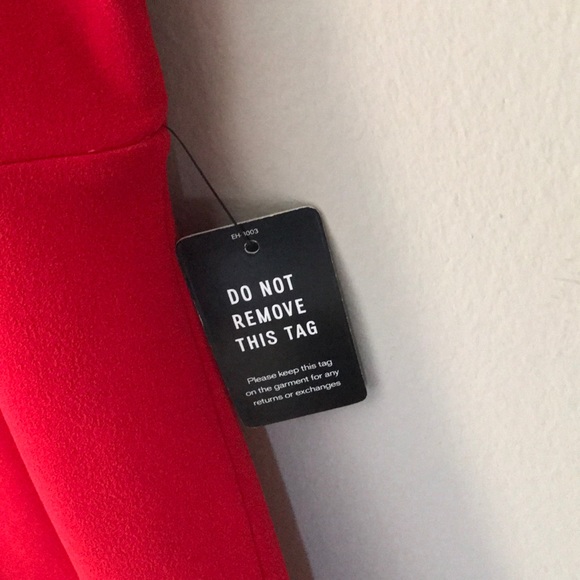 EH-1003
DO NOT
REMOVE
THIS TAG
Please keep this tag
on the garment for any
returns or exchanges